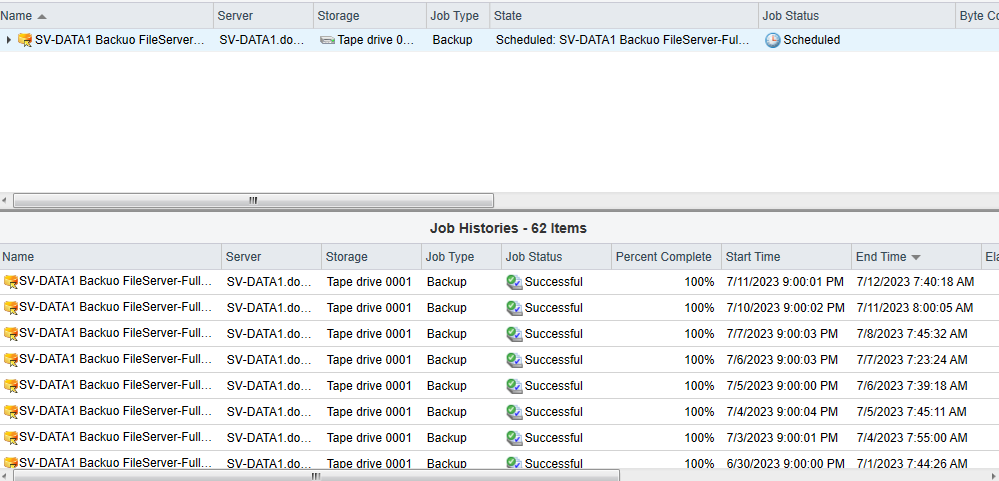 Name Server Storage Job Type State Job Status Byte Co
SV-DATA1 Backuo FileServer... SV-DATA1.do... Tape drive 0... Backup Scheduled: SV-DATA1 Backuo FileServer-Ful... Scheduled
Job Histories - 62 Items
Name Server Storage Job Type Job Status Percent Complete Start Time End Time Ela
SV-DATA1 Backuo FileServer-Full... SV-DATA1.do... Tape drive 0001 Backup Successful 100% 7/11/2023 9:00:01 PM 7/12/2023 7:40:18 AM
SV-DATA1 Backuo FileServer-Full... SV-DATA1.do... Tape drive 0001 Backup Successful 100% 7/10/2023 9:00:02 PM 7/11/2023 8:00:05 AM
SV-DATA1 Backuo FileServer-Full... SV-DATA1.do... Tape drive 0001 Backup Successful 100% 7/7/2023 9:00:03 PM 7/8/2023 7:45:32 AM
SV-DATA1 Backuo FileServer-Full... SV-DATA1.do... Tape drive 0001 Backup Successful 100% 7/6/2023 9:00:03 PM 7/7/2023 7:23:24 AM
SV-DATA1 Backuo FileServer-Full... SV-DATA1.do... Tape drive 0001 Backup Successful 100% 7/5/2023 9:00:00 PM 7/6/2023 7:39:18 AM
SV-DATA1 Backuo FileServer-Full... SV-DATA1.do... Tape drive 0001 Backup Successful 100% 7/4/2023 9:00:04 PM 7/5/2023 7:45:11 AM
SV-DATA1 Backuo FileServer-Full... SV-DATA1.do... Tape drive 0001 Backup Successful 100% 7/3/2023 9:00:01 PM 7/4/2023 7:55:00 AM
SV-DATA1 Backuo FileServer-Full... SV-DATA1.do... Tape drive 0001 Backup Successful 100% 6/30/2023 9:00:00 PM 7/1/2023 7:44:26 AM